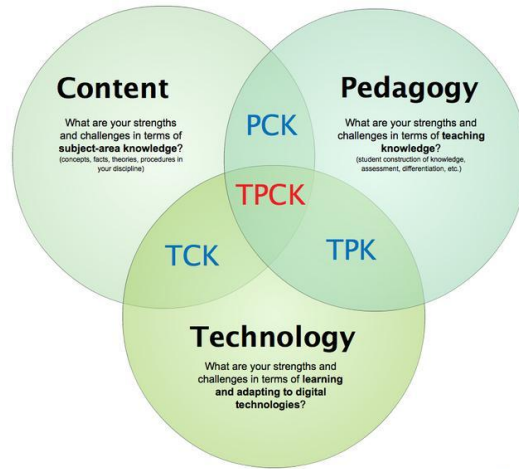 Content
What are your strengths
and challenges in terms of
subject-area knowledge?
(concepts, facts, theories, procedures in
your discipline)
PCK
Pedagogy
What are your strengths and
challenges in terms of teaching
knowledge?
(student construction of knowledge,
assessment, differentiation, etc.)
TPCK
TCK
TPK
Technology
What are your strengths and
challenges in terms of learning
and adapting to digital
technologies?